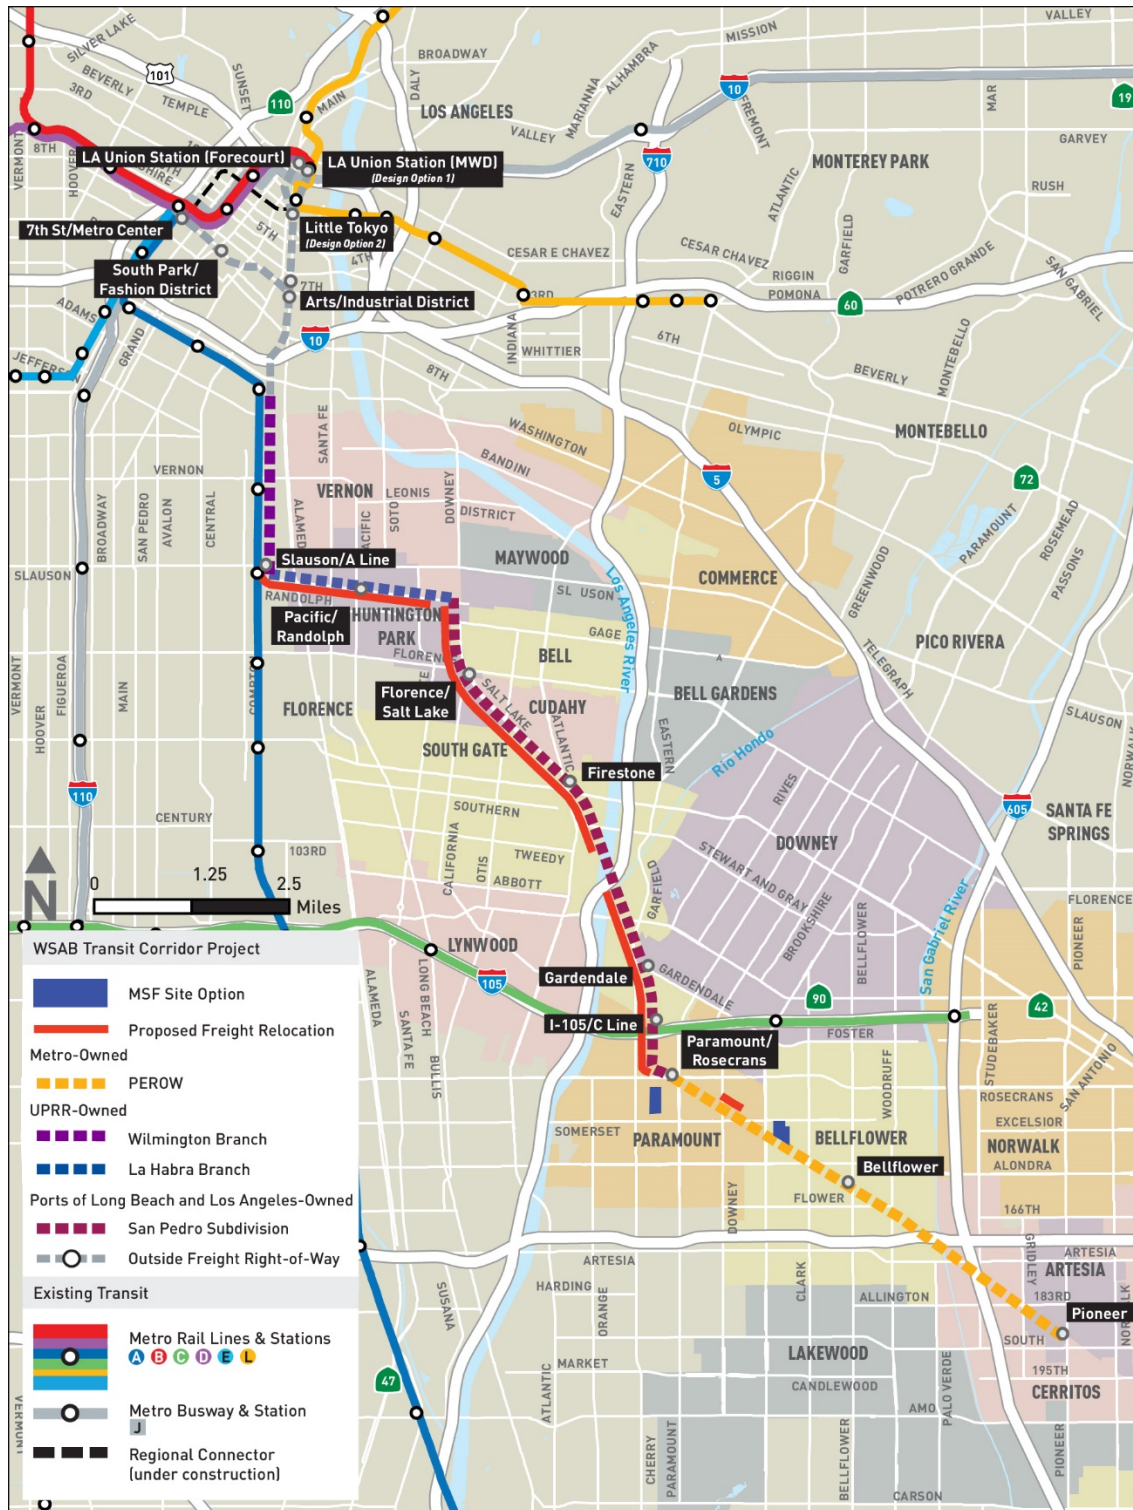 VALLEY
MISSION
SILVER LAKE
BROADWAY
ALHAMBRA
MARIANNA
101
BEVERLY
3RD
TEMPLE
SUNSET
110
MAIN
DALY
LOS ANGELES
10
FREMONT
MAR
19
VALLEY
GARVEY
VERMONT
8TH
HOOVER
LA Union Station (Forecourt)
LA Union Station (MWD)
(Design Option 1)
710
EASTERN
MONTEREY PARK
ATLANTIC
RUSH
GARFIELD
7th St/Metro Center
5TH
Little Tokyo
(Design Option 2)
4TH
CESAR E CHAVEZ
CESAR CHAVEZ
RIGGIN
POMONA
POTRERO GRANDE
SAN GABRIEL
South Park/
Fashion District
7TH
Arts/Industrial District
3RD
60
ADAMS
GRAND
10
INDIANA
WHITTIER
6TH
JEFFERSON
8TH
BEVERLY
MONTEBELLO
SANTA FE
WASHINGTON
OLYMPIC
MONTEBELLO
BANDINI
5
72
VERNON
VERNON
LEONIS
DOWNEY
DISTRICT
SOTO
PACIFIC
BROADWAY
SAN PEDRO
AVALON
CENTRAL
PARAMOUNT
ROSEMEAD
PASSONS
MAYWOOD
COMMERCE
GREENWOOD
Slauson/A Line
SLAUSON
RANDOLPH
SL USON
Los Angeles River
Pacific/
Randolph
HUNTINGTON
PARK
GAGE
BELL
PICO RIVERA
TELEGRAPH
VERMONT
HOOVER
FIGUEROA
MAIN
FLORENCE
Florence/
Salt Lake
SALT LAKE
CUDAHY
ATLANTIC
BELL GARDENS
EASTERN
Rio Hondo
SLAUSON
NORWALK
SOUTH GATE
Firestone
110
RIVES
605
SANTA FE
SPRINGS
CENTURY
SOUTHERN
103RD
CALIFORNIA
OTIS
TWEEDY
ABBOTT
GARFIELD
DOWNEY
STEWART AND GRAY
BROOKSHIRE
BELLFLOWER
San Gabriel River
FLORENCE
PIONEER
N
0
1.25
2.5
Miles
LYNWOOD
105
Gardendale
GARDENDALE
I-105/C Line
90
42
FOSTER
Paramount/
Rosecrans
STUDEBAKER
SAN ANTONIO
ALAMEDA
SANTA FE
LONG BEACH
BULLIS
WOODRUFF
ROSECRANS
EXCELSIOR
SOMERSET
PARAMOUNT
BELLFLOWER
NORWALK
ALONDRA
Bellflower
FLOWER
166TH
DOWNEY
ARTESIA
GRIDLEY
ARTESIA
ARTESIA
HARDING
ORANGE
CLARK
ALLINGTON
183RD
Pioneer
SUSANA
SOUTH
MARKET
LAKEWOOD
195TH
CANDLEWOOD
CERRITOS
47
ATLANTIC
PALO VERDE
CHERRY
PARAMOUNT
BELLFLOWER
PIONEER
CARSON
VERMONT
WSAB Transit Corridor Project
MSF Site Option
Proposed Freight Relocation
Metro-Owned
PEROW
UPRR-Owned
Wilmington Branch
La Habra Branch
Ports of Long Beach and Los Angeles-Owned
San Pedro Subdivision
Outside Freight Right-of-Way
Existing Transit
Metro Rail Lines & Stations
A B C D E L
Metro Busway & Station
J
Regional Connector
(under construction)